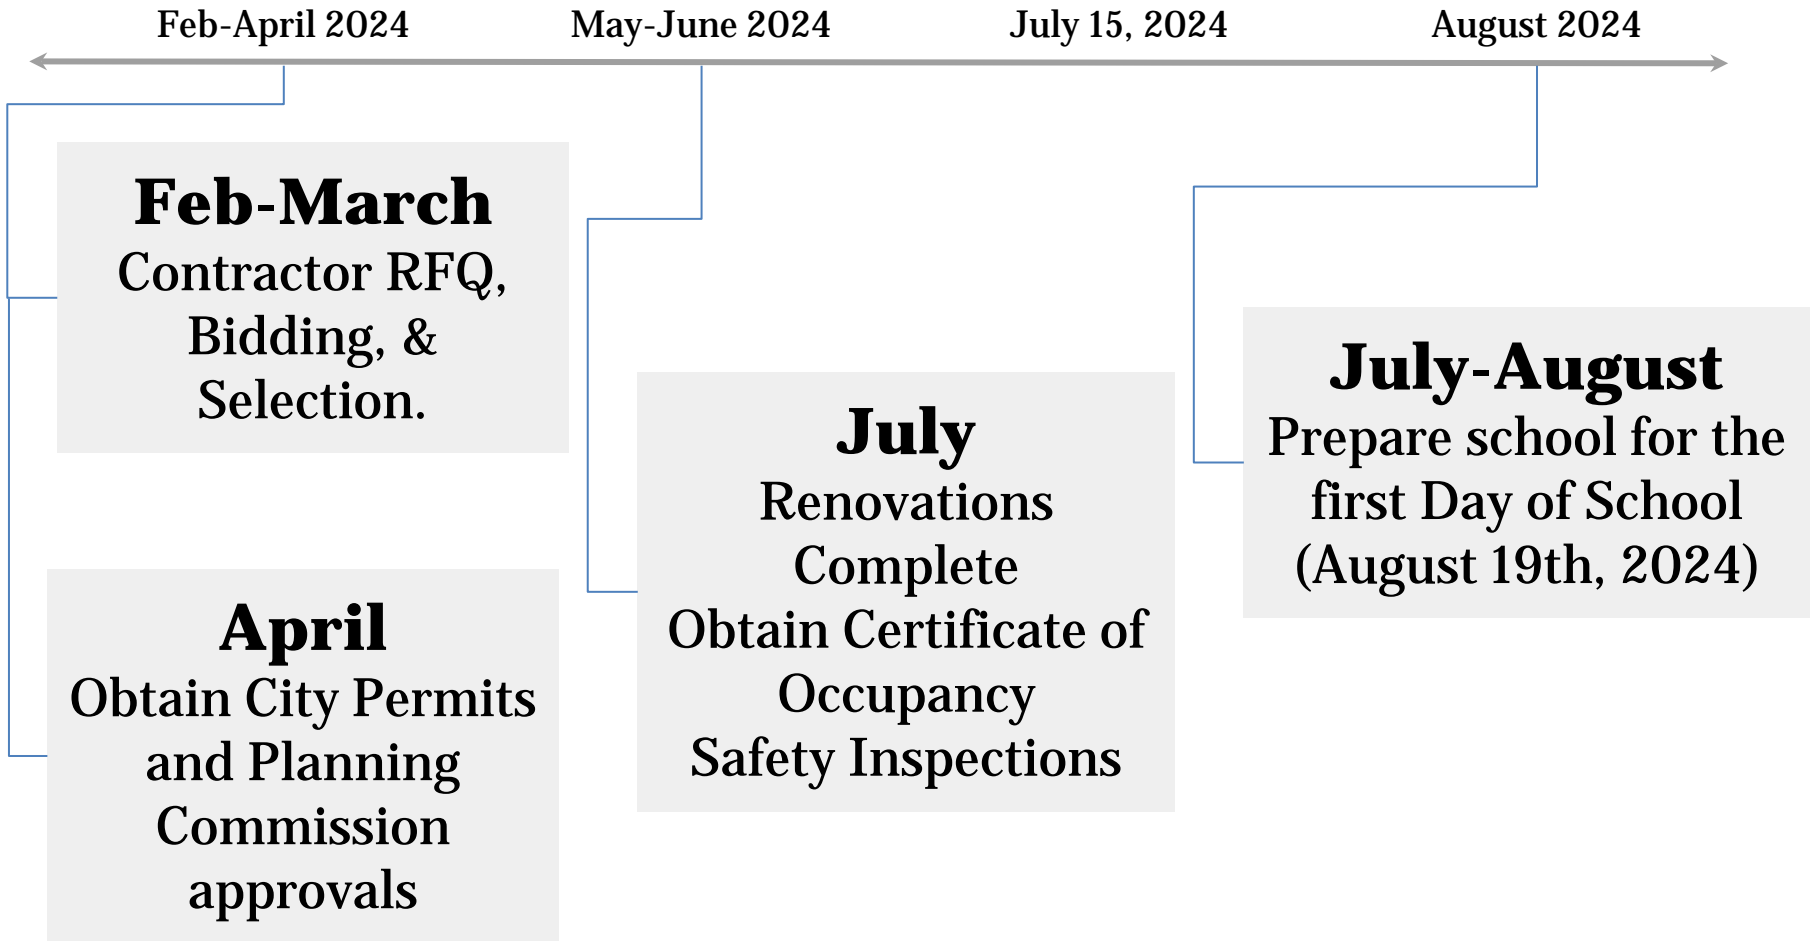 Feb-April 2024
May-June 2024
July 15, 2024
August 2024
Feb-March
Contractor RFQ,
Bidding, &
Selection.
April
Obtain City Permits
and Planning
Commission
approvals
July
Renovations
Complete
Obtain Certificate of
Occupancy
Safety Inspections
July-August
Prepare school for the
first Day of School
(August 19th, 2024)